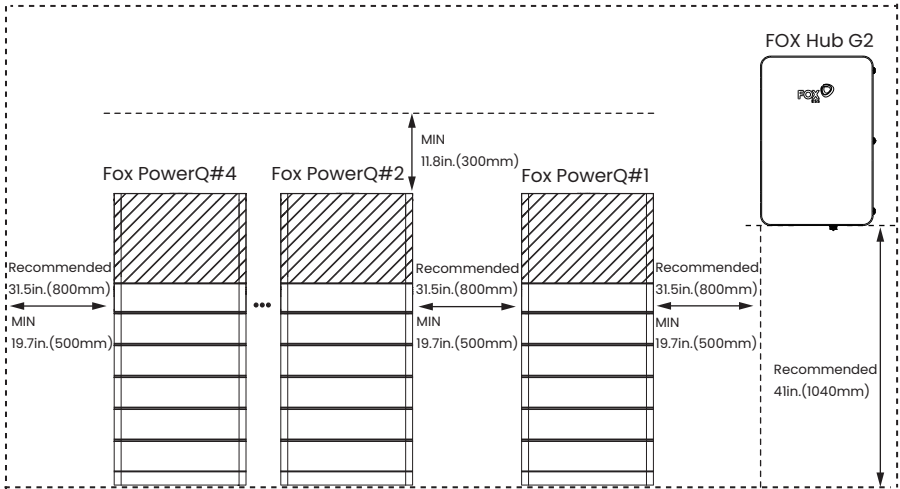 FOX Hub G2
FOX
ESS
MIN
11.8in.(300mm)
Fox PowerQ#4
Fox PowerQ#2
Fox PowerQ#1
Recommended
31.5in.(800mm)
MIN
19.7in.(500mm)
•••
Recommended
31.5in.(800mm)
MIN
19.7in.(500mm)
Recommended
31.5in.(800mm)
MIN
19.7in.(500mm)
Recommended
41in.(1040mm)